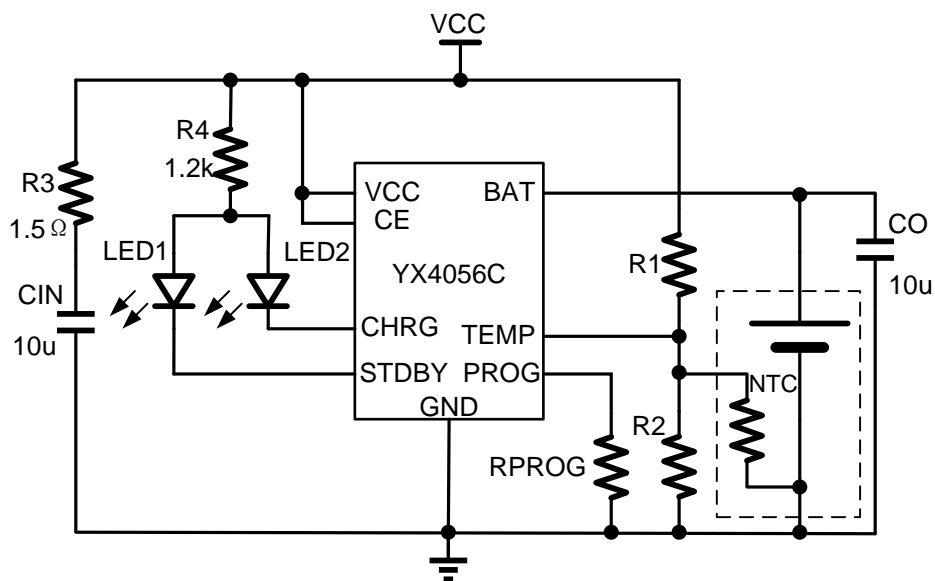 VCC
R4
1.2k
R3
1.5Ω
VCC
BAT
CE
CO
10u
LED1
LED2
R1
YX4056C
CIN
10u
CHRG
TEMP
STDBY
PROG
NTC
GND
R2
RPROG